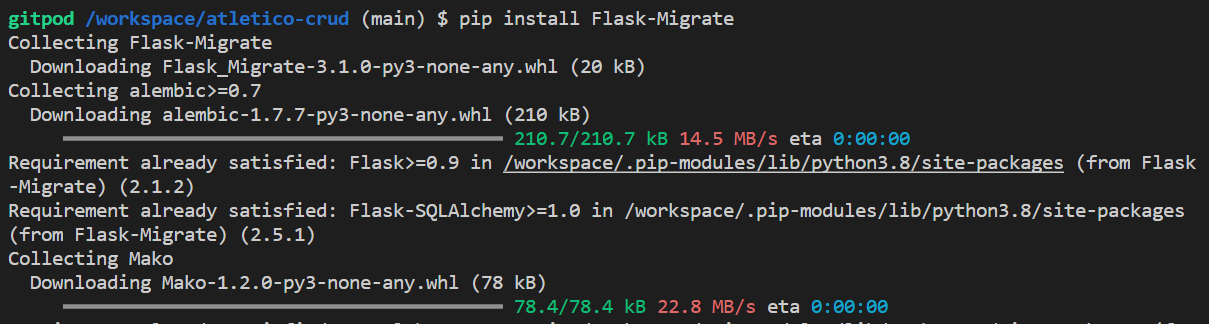 gitpod /workspace/atletico-crud (main) $ pip install Flask-Migrate
Collecting Flask-Migrate
  Downloading Flask_Migrate-3.1.0-py3-none-any.whl (20 kB)
Collecting alembic>=0.7
  Downloading alembic-1.7.7-py3-none-any.whl (210 kB)
210.7/210.7 kB 14.5 MB/s eta 0:00:00
Requirement already satisfied: Flask>=0.9 in /workspace/.pip-modules/lib/python3.8/site-packages (from Flask
-Migrate) (2.1.2)
Requirement already satisfied: Flask-SQLAlchemy>=1.0 in /workspace/.pip-modules/lib/python3.8/site-packages
(from Flask-Migrate) (2.5.1)
Collecting Mako
  Downloading Mako-1.2.0-py3-none-any.whl (78 kB)
78.4/78.4 kB 22.8 MB/s eta 0:00:00